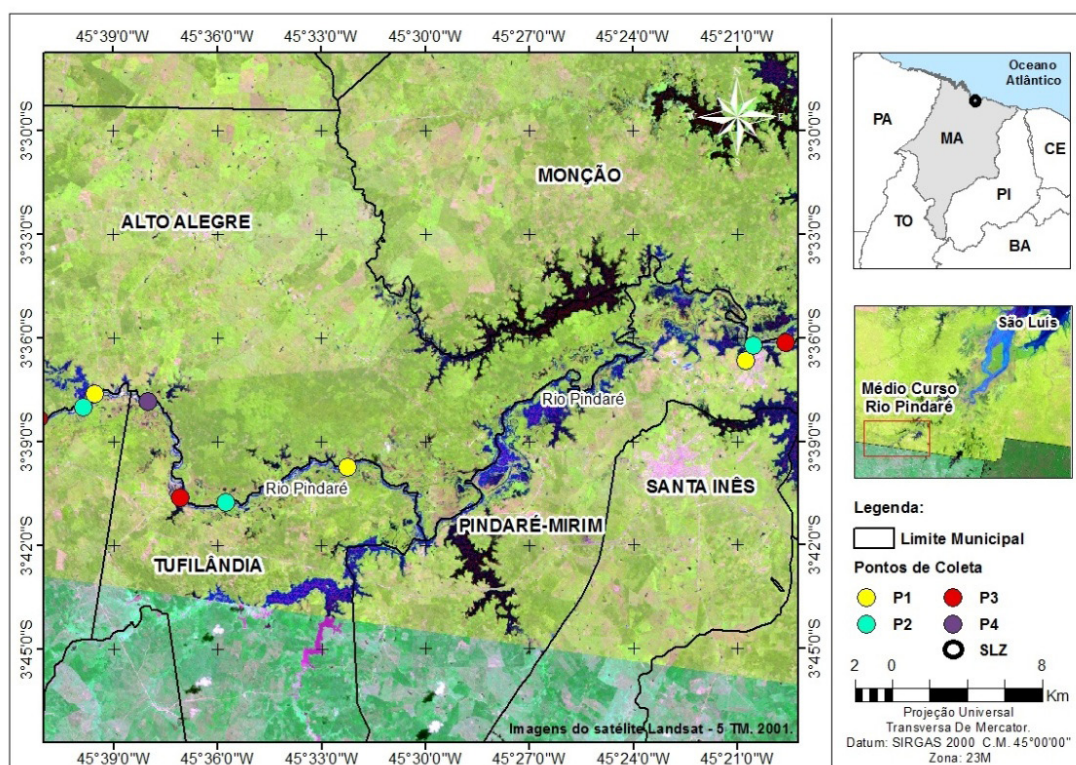 45°39'0"W 45°36'0"W 45°33'0"W 45°30'0"W 45°27'0"W 45°24'0"W 45°21'0"W
3°30'0"S
3°33'0"S
3°36'0"S
3°39'0"S
3°42'0"S
3°45'0"S
3°30'0"S
3°33'0"S
3°36'0"S
3°39'0"S
3°42'0"S
3°45'0"S
MONÇÃO
ALTO ALEGRE
Rio Pindaré
Rio Pindaré
SANTA INÊS
PINDARÉ-MIRIM
TUFILÂNDIA
Imagens do satélite Landsat - 5 TM. 2001.
45°39'0"W 45°36'0"W 45°33'0"W 45°30'0"W 45°27'0"W 45°24'0"W 45°21'0"W
Oceano
Atlântico
PA
MA
CE
PI
TO
BA
São Luís
Médio Curso
Rio Pindaré
Legenda:
Limite Municipal
Pontos de Coleta
P1 P3
P2 P4
SLZ
2 0 8
Km
Projeção Universal
Transversa De Mercator.
Datum: SIRGAS 2000 C.M. 45°00'00"
Zona: 23M